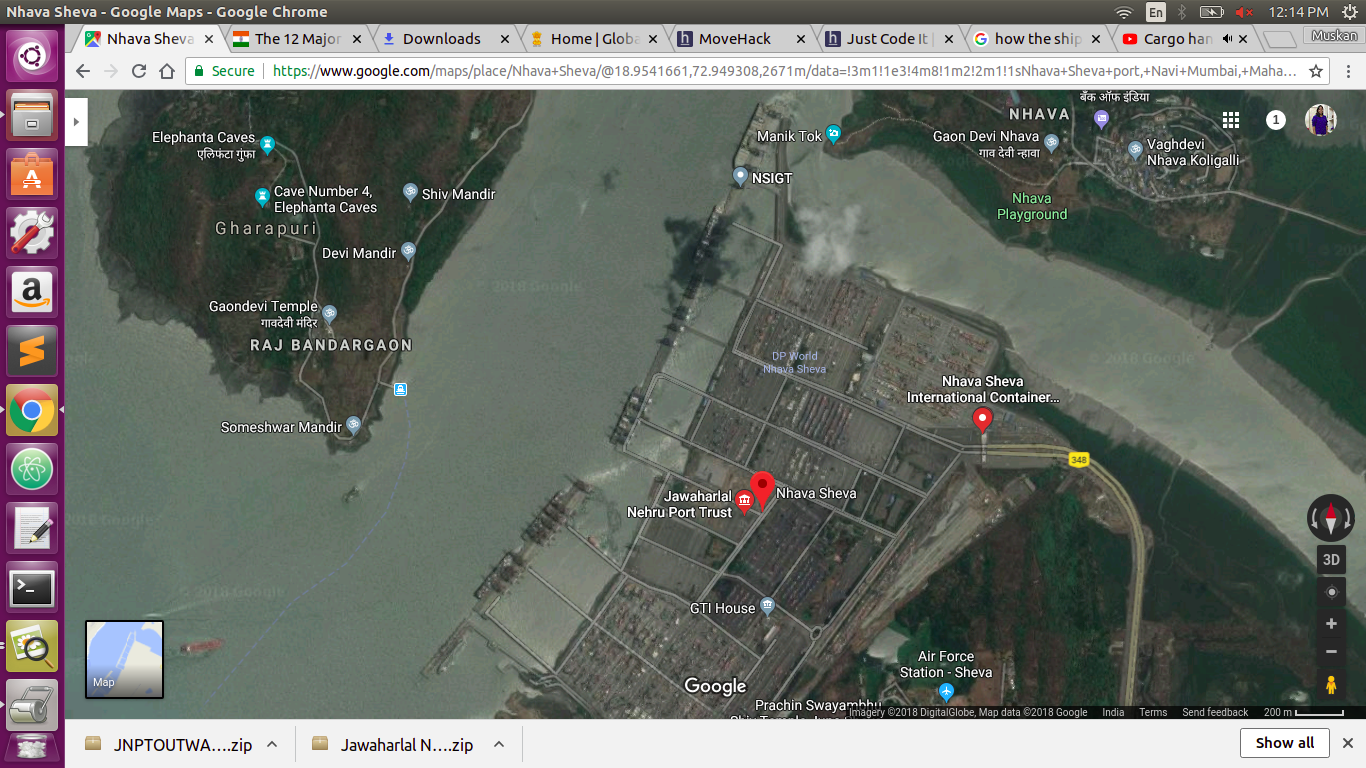 Nhava Sheva - Google Maps - Google Chrome
En
12:14 PM
Nhava Sheva
The 12 Major
Downloads
Home | Globa
MoveHack
Just Code It |
how the ship
Cargo han
Muskan
Secure
https://www.google.com/maps/place/Nhava+Sheva/@18.9541661,72.949308,2671m/data=!3m1!1e3!4m8!1m2!2m1!1sNhava+Sheva+port,+Navi+Mumbai,+Maha...
बँक ऑफ इंडिया
NHAVA
1
Manik Tok
Gaon Devi Nhava
गाव देवी न्हावा
Vaghdevi
Nhava Koligalli
Elephanta Caves
एलिफंटा गुंफा
NSIGT
Cave Number 4,
Elephanta Caves
Shiv Mandir
Nhava
Playground
Gharapuri
Devi Mandir
2018 Google
Gaondevi Temple
गावदेवी मंदिर
RAJ BANDARGAON
DP World
Nhava Sheva
2018 Google
Nhava Sheva
International Container...
Someshwar Mandir
348
Jawaharlal
Nehru Port Trust
Nhava Sheva
3D
2018 Google
GTI House
Air Force
Station - Sheva
Map
Google
Prachin Swayambhu
Imagery ©2018 DigitalGlobe, Map data ©2018 Google
India
Terms
Send feedback
200 m
JNPTOUTWA....zip
Jawaharlal N....zip
Show all